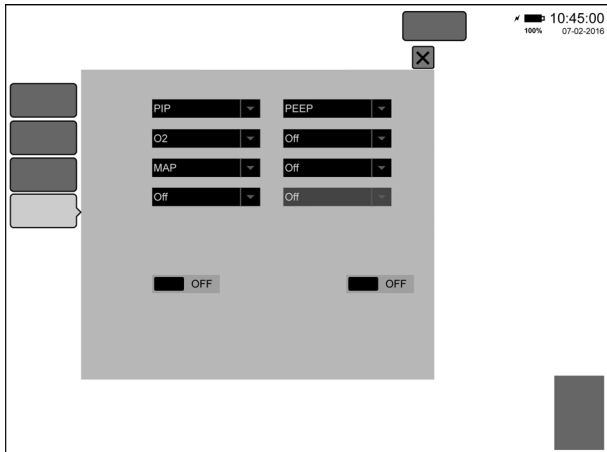 10:45:00
100% 07-02-2016
PIP PEEP
O2 Off
MAP Off
Off Off
OFF OFF